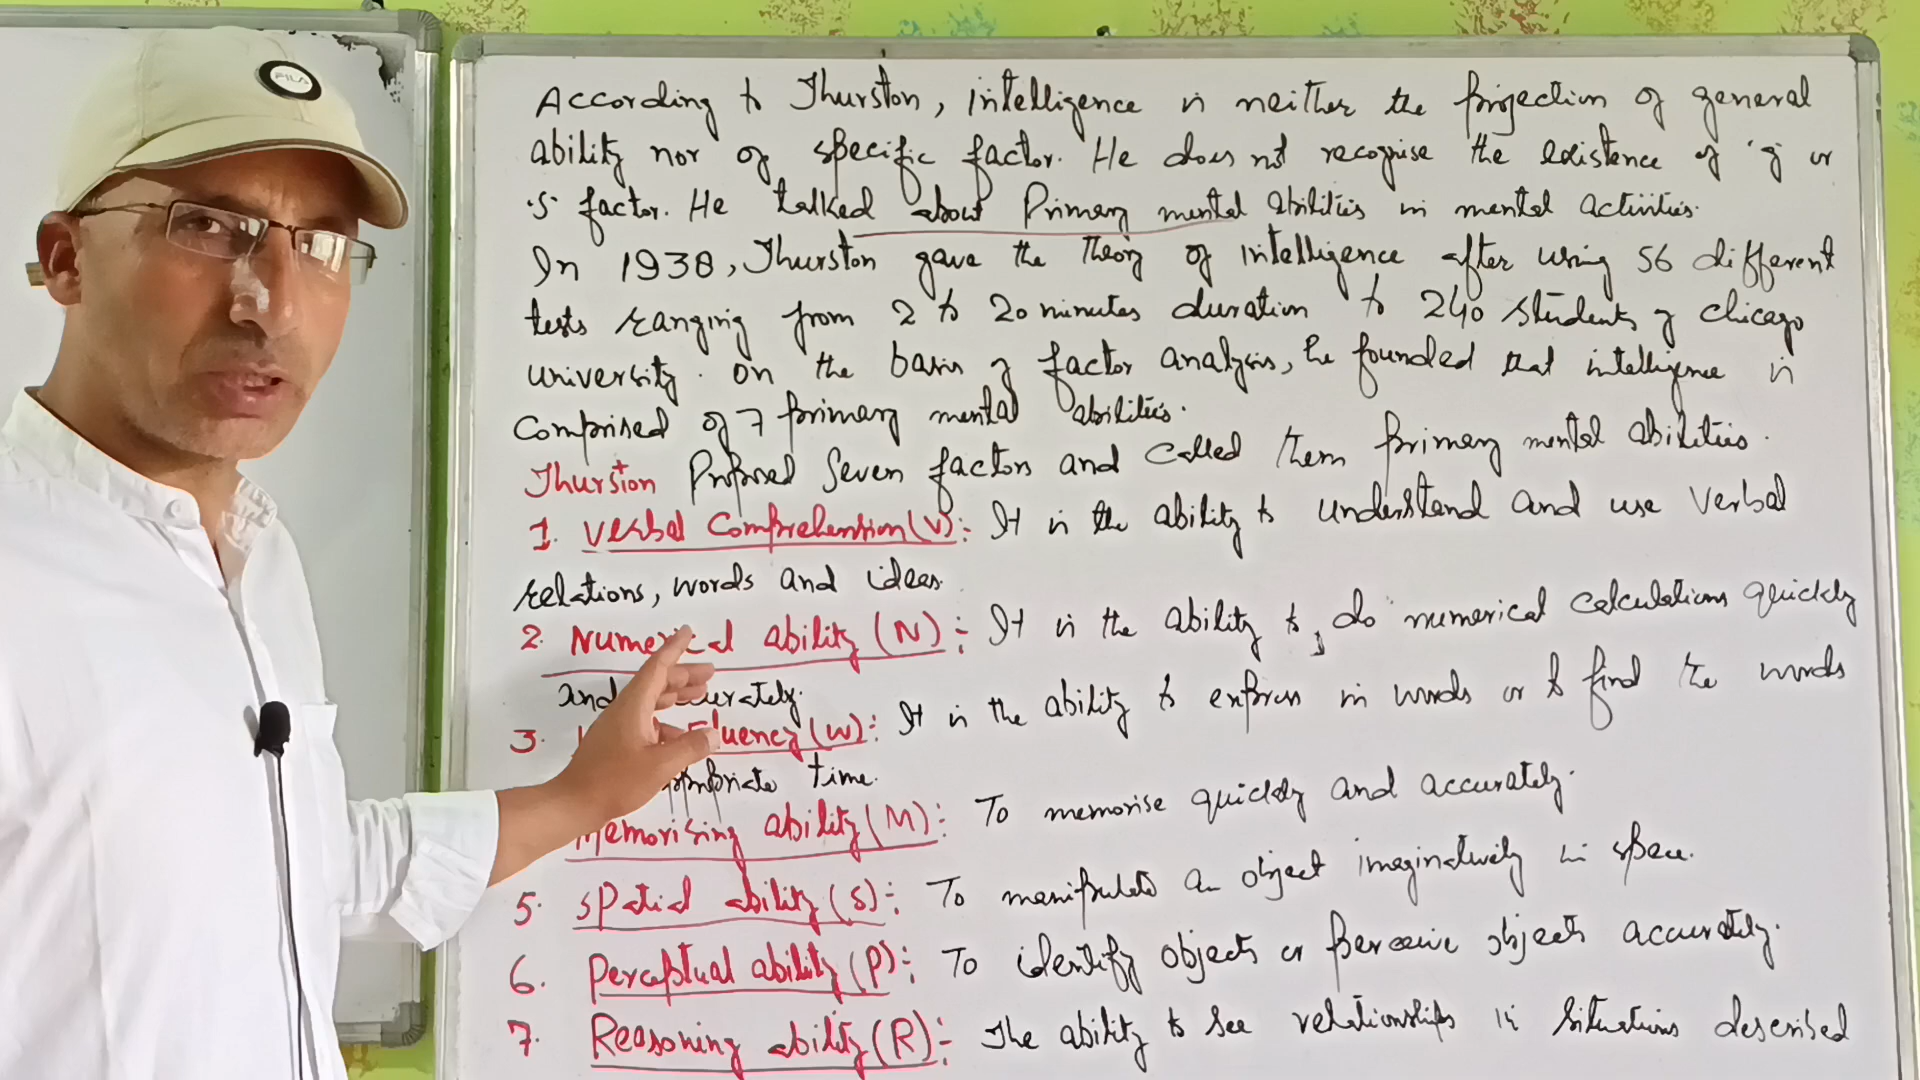 FILA
According to Thurston, intelligence is neither the projection of general
ability nor of specific factor. He does not recognise the existence of 'g' or
'S' factor. He talked about Primary mental abilities in mental activities.
In 1938, Thurston gave the Theory of intelligence after using 56 different
tests ranging from 2 to 20 minutes duration to 240 students of chicago
university. on the basis of factor analysis, he founded that intelligence is
comprised of 7 primary mental abilities.
Thurston Proposed Seven factors and called them primary mental abilities.
1. Verbal Comprehension (V):- It is the ability to understand and use verbal
relations, words and ideas.
2. Numerical ability (N):- It is the ability to do numerical calculations quickly
and
3. Fluency (W):- It is the ability to express in words or to find the words
time.
Memorising ability (M):- To memorise quickly and accurately.
5. Spatial ability (S):- To manipulate an object imaginatively in space.
6. Perceptual ability (P):- To identify objects or perceive objects accurately.
7. Reasoning ability (R):- The ability to see relationships in situations described